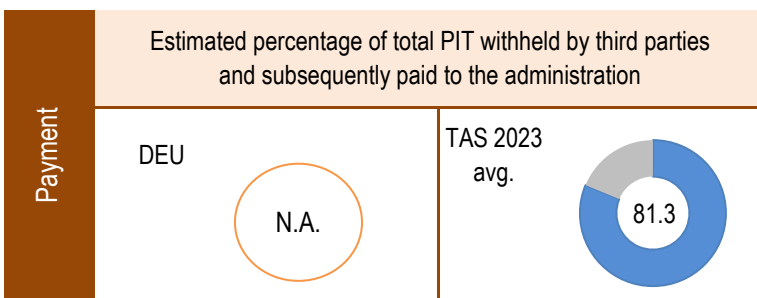 Payment
Estimated percentage of total PIT withheld by third parties
and subsequently paid to the administration
DEU
N.A.
TAS 2023
avg.
81.3